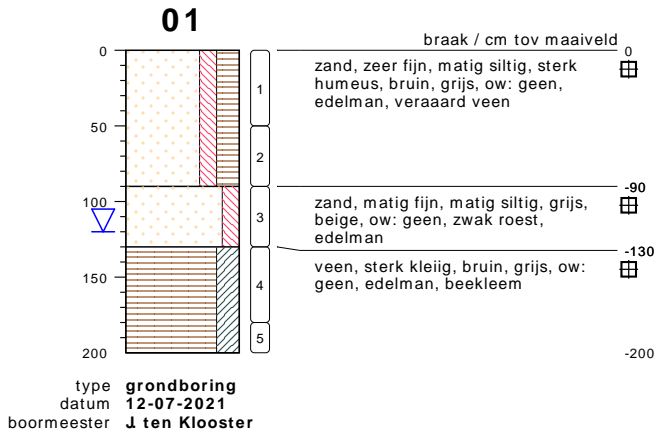 01
braak / cm tov maaiveld
0
0
zand, zeer fijn, matig siltig, sterk
humeus, bruin, grijs, ow: geen,
edelman, veraard veen
1
50
2
-90
100
zand, matig fijn, matig siltig, grijs,
beige, ow: geen, zwak roest,
edelman
3
-130
veen, sterk kleiig, bruin, grijs, ow:
geen, edelman, beekleem
150
4
5
200
-200
type grondboring
datum 12-07-2021
boormeester J. ten Klooster